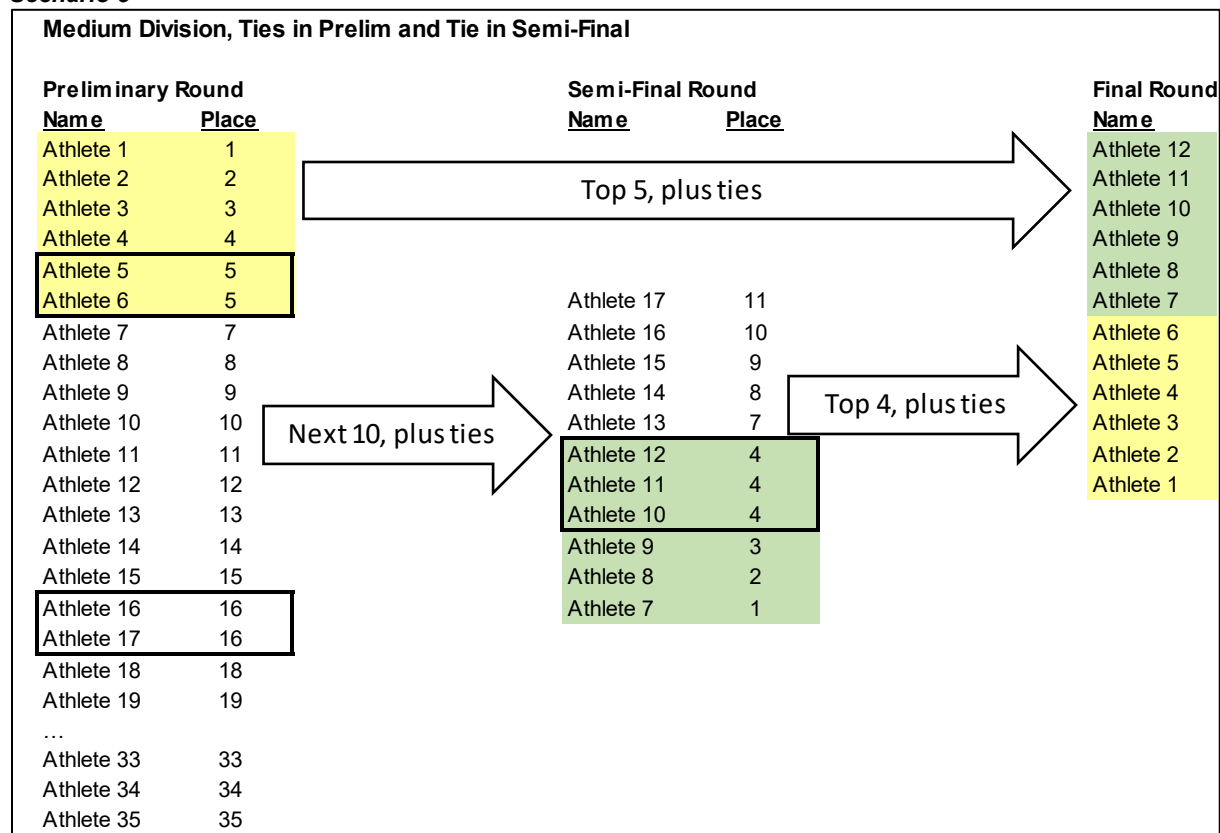 Medium Division, Ties in Prelim and Tie in Semi-Final
Preliminary Round Semi-Final Round Final Round
Name Place Name Place Name
Athlete 1 1 Athlete 12
Athlete 2 2 Top 5, plus ties Athlete 11
Athlete 3 3 Athlete 10
Athlete 4 4 Athlete 9
Athlete 5 5 Athlete 8
Athlete 6 5 Athlete 17 11 Athlete 7
Athlete 7 7 Athlete 16 10 Athlete 6
Athlete 8 8 Athlete 15 9 Athlete 5
Athlete 9 9 Athlete 14 8 Top 4, plus ties Athlete 4
Athlete 10 10 Next 10, plus ties Athlete 13 7 Athlete 3
Athlete 11 11 Athlete 12 4 Athlete 2
Athlete 12 12 Athlete 11 4 Athlete 1
Athlete 13 13 Athlete 10 4
Athlete 14 14 Athlete 9 3
Athlete 15 15 Athlete 8 2
Athlete 16 16 Athlete 7 1
Athlete 17 16
Athlete 18 18
Athlete 19 19
…
Athlete 33 33
Athlete 34 34
Athlete 35 35